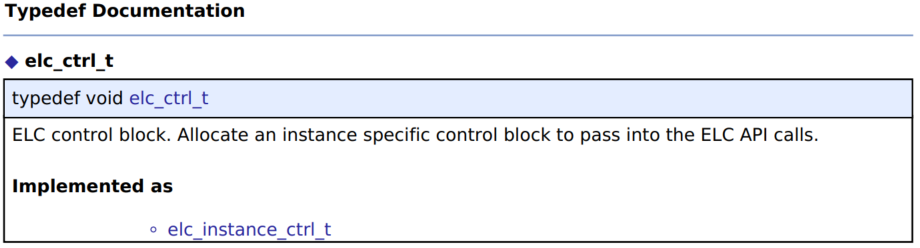 Typedef Documentation
◆ elc_ctrl_t
typedef void elc_ctrl_t
ELC control block. Allocate an instance specific control block to pass into the ELC API calls.
Implemented as
◦ elc_instance_ctrl_t